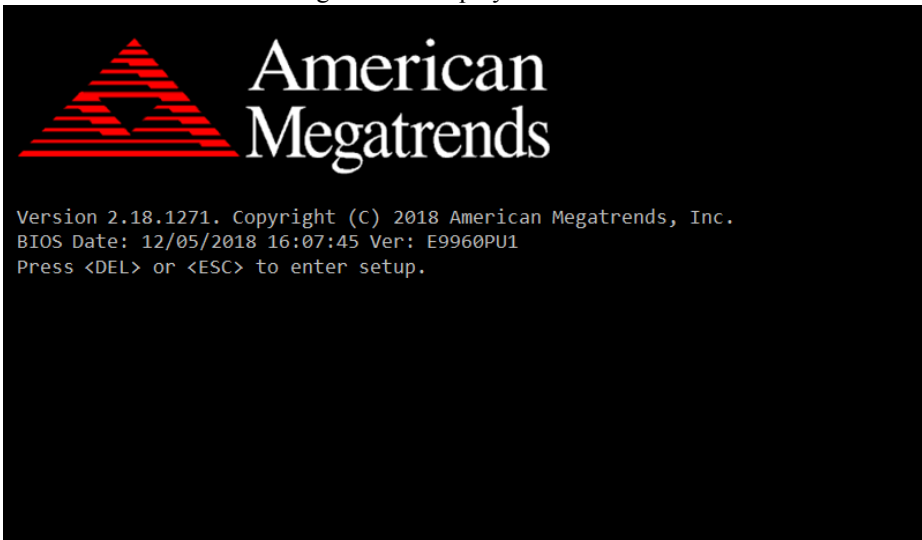 American
Megatrends
Version 2.18.1271. Copyright (C) 2018 American Megatrends, Inc.
BIOS Date: 12/05/2018 16:07:45 Ver: E9960PU1
Press <DEL> or <ESC> to enter setup.